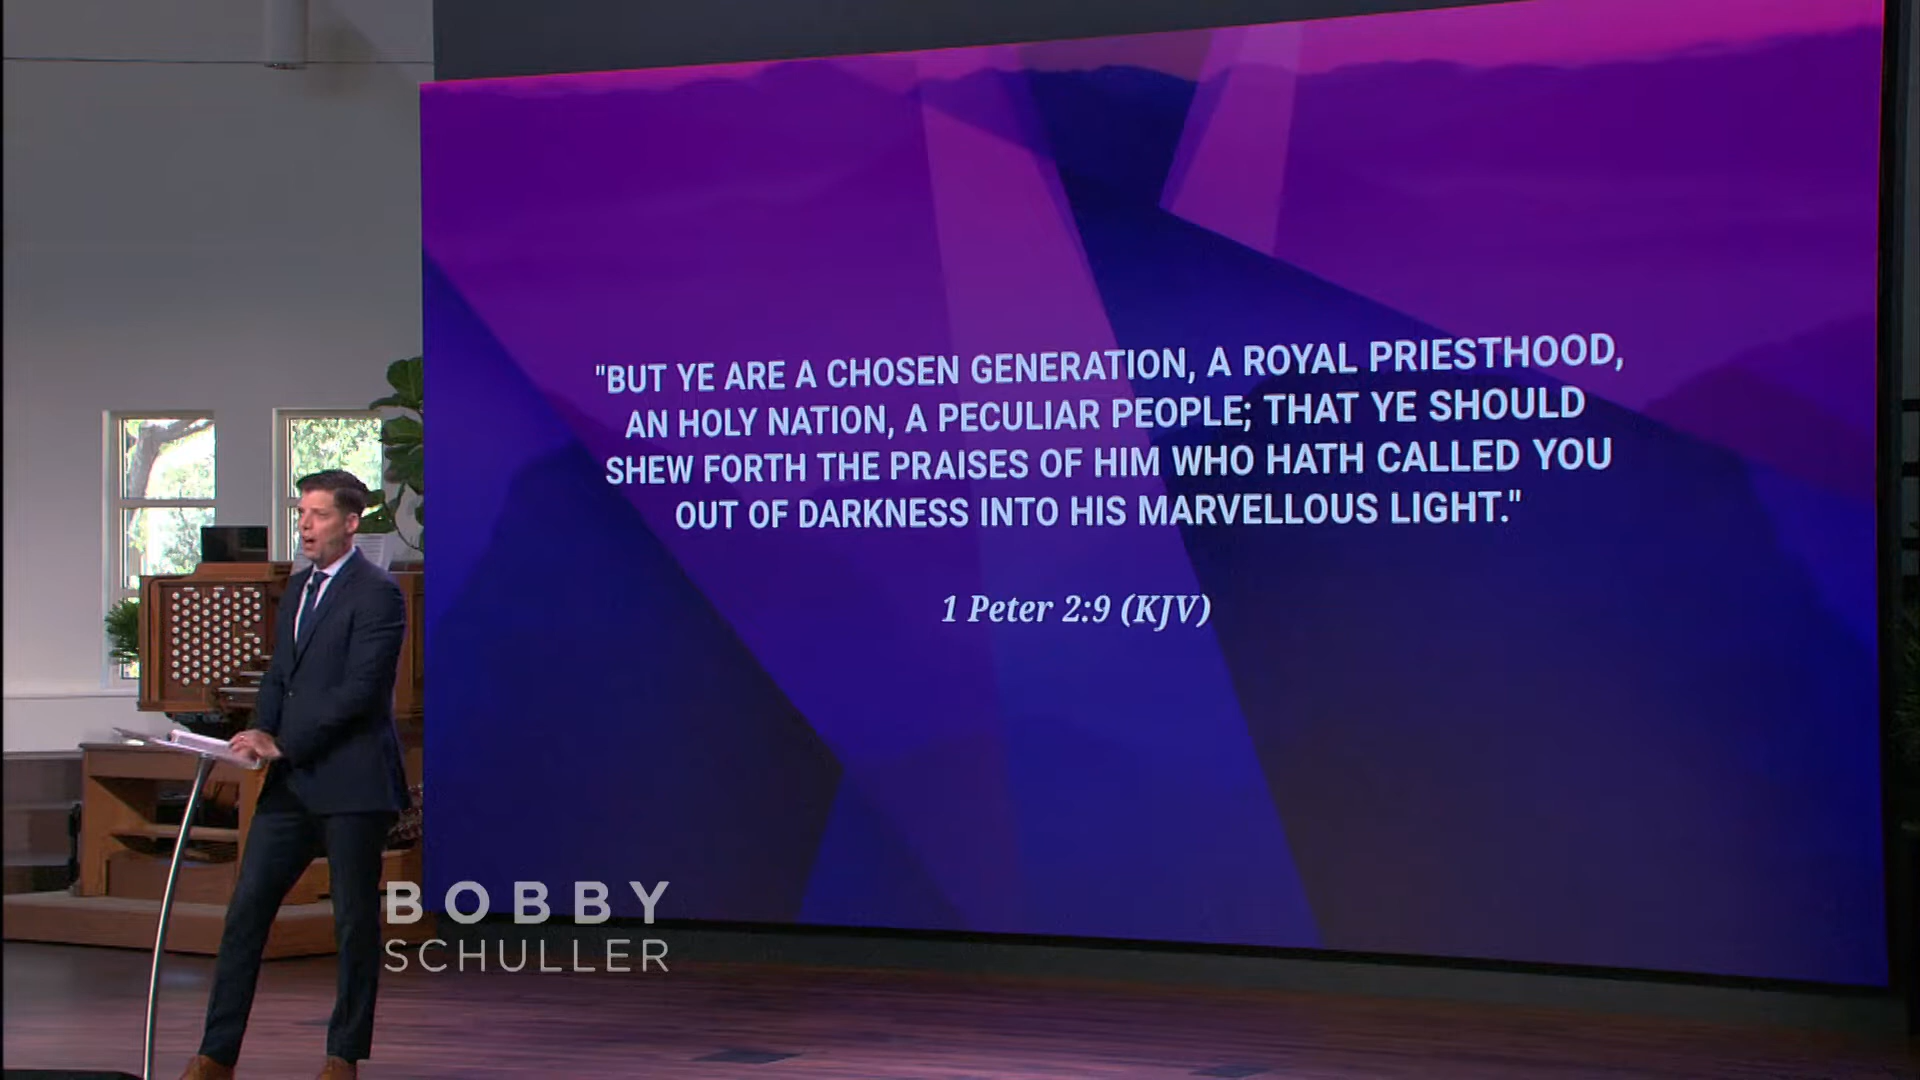 "BUT YE ARE A CHOSEN GENERATION, A ROYAL PRIESTHOOD,
AN HOLY NATION, A PECULIAR PEOPLE; THAT YE SHOULD
SHEW FORTH THE PRAISES OF HIM WHO HATH CALLED YOU
OUT OF DARKNESS INTO HIS MARVELLOUS LIGHT."
1 Peter 2:9 (KJV)
BOBBY
SCHULLER